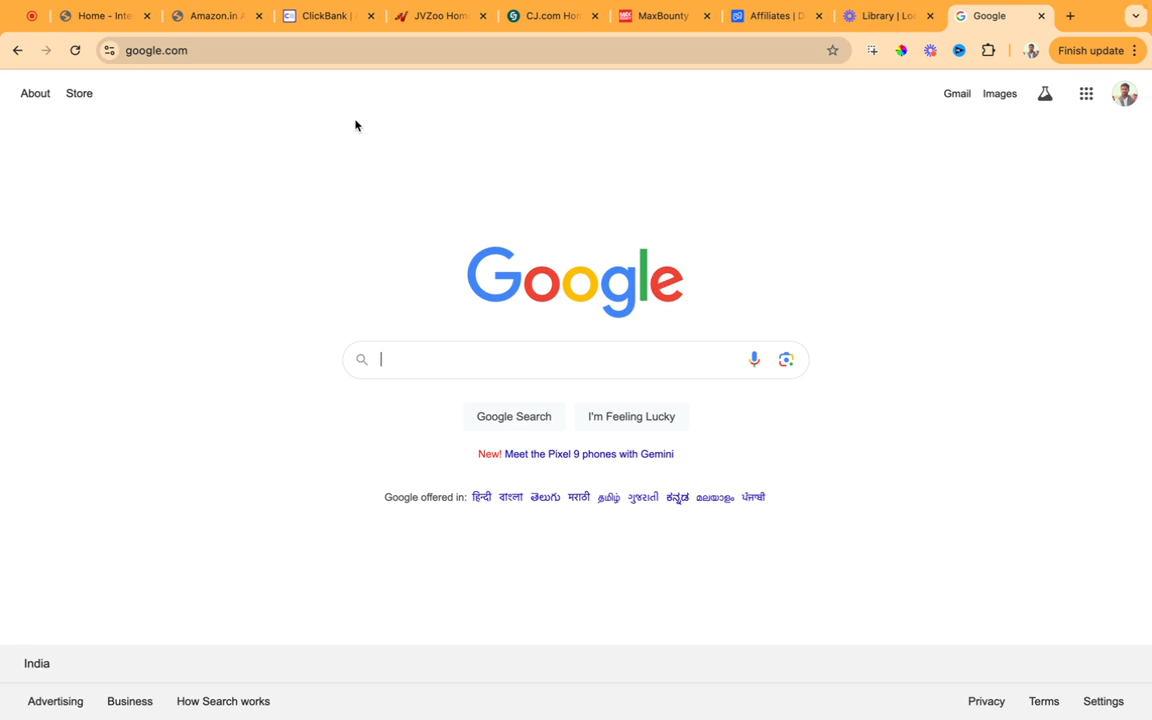 Home - Inte
Amazon.in A
ClickBank |
JVZoo Hom
CJ.com Hom
MaxBounty
Affiliates | D
Library | Loo
Google
google.com
Finish update
About Store
Gmail Images
Google
Google Search I'm Feeling Lucky
New! Meet the Pixel 9 phones with Gemini
Google offered in: हिन्दी বাংলা తెలుగు मराठी தமிழ் ગુજરાતી ಕನ್ನಡ മലയാളം ਪੰਜਾਬੀ
India
Advertising Business How Search works
Privacy Terms Settings